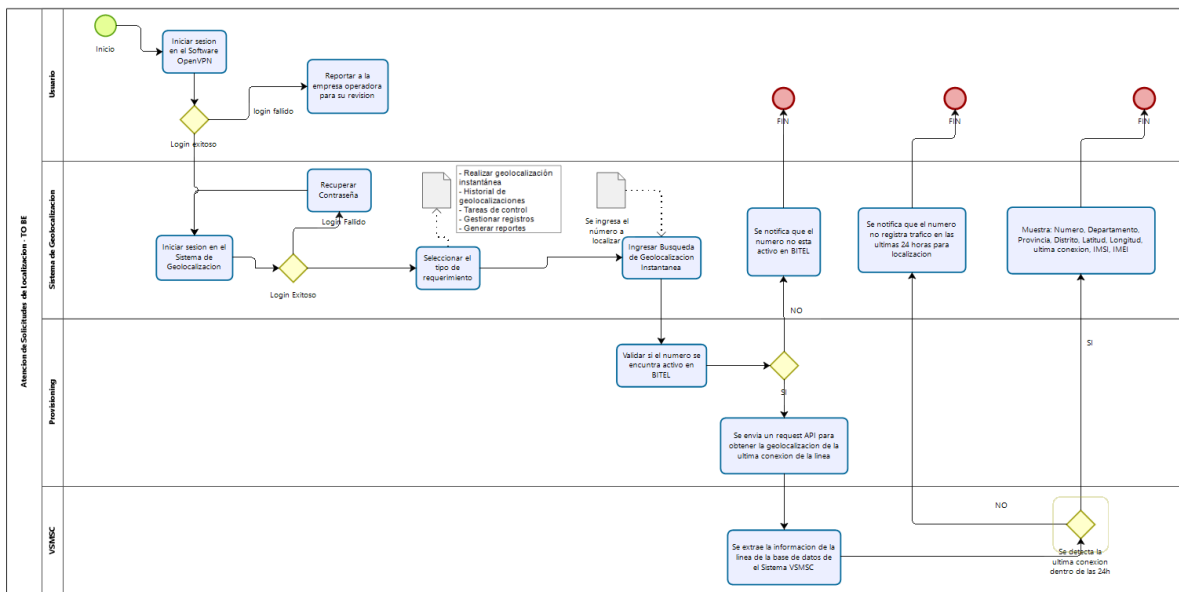 Atencion de Solicitudes de Localizacion - TO BE
Usuario
Inicio
Iniciar sesion
en el Software
OpenVPN
Reportar a la
empresa operadora
para su revision
login fallido
Login exitoso
FIN
FIN
FIN
Sistema de Geolocalizacion
Recuperar
Contraseña
Login Fallido
Iniciar sesion en el
Sistema de
Geolocalizacion
Login Exitoso
- Realizar geolocalización
instantánea
- Historial de
geolocalizaciones
- Tareas de control
- Gestionar registros
- Generar reportes
Seleccionar el
tipo de
requerimiento
Se ingresa el
número a
localizar
Ingresar Busqueda
de Geolocalizacion
Instantanea
Se notifica que el
numero no esta
activo en BITEL
Se notifica que el numero
no registra trafico en las
ultimas 24 horas para
localizacion
Muestra: Numero, Departamento,
Provincia, Distrito, Latitud, Longitud,
ultima conexion, IMSI, IMEI
NO
SI
Provisioning
Validar si el numero se
encuntra activo en
BITEL
SI
Se envia un request API para
obtener la geolocalizacion de la
ultima conexion de la linea
VSMSC
Se extrae la informacion de la
linea de la base de datos de
el Sistema VSMSC
NO
Se detecta la
ultima conexion
dentro de las 24h